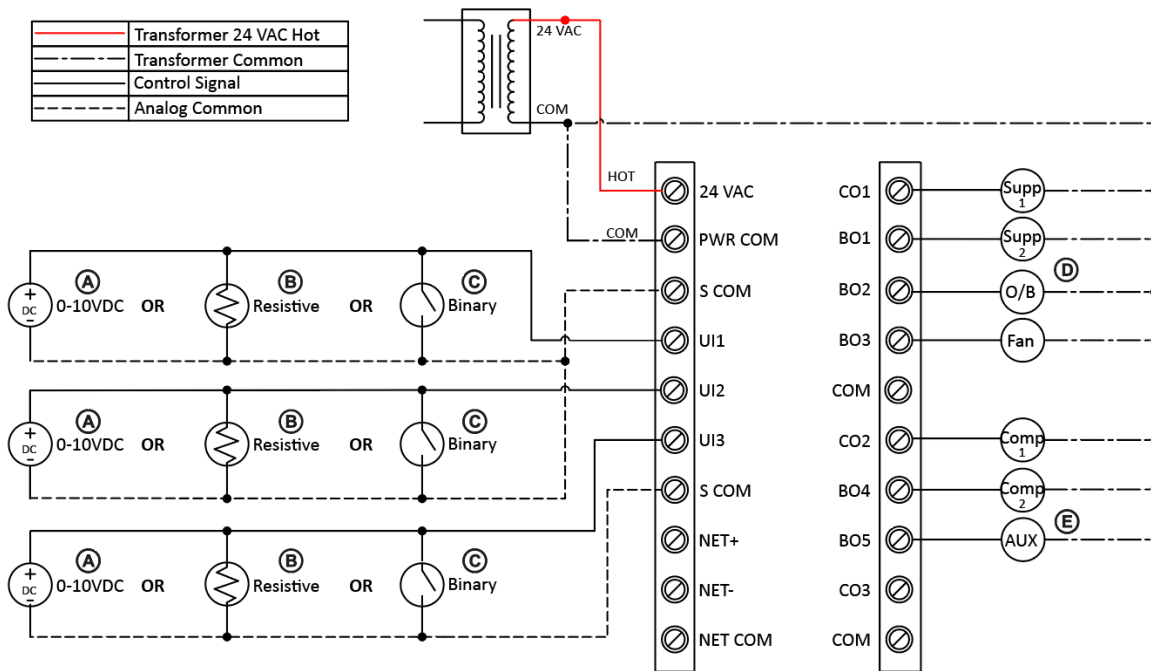 Transformer 24 VAC Hot
Transformer Common
Control Signal
Analog Common
24 VAC
COM
HOT
COM
24 VAC
PWR COM
S COM
UI1
UI2
UI3
S COM
NET+
NET-
NET COM
A
B
C
+
DC
-
0-10VDC OR
Resistive OR
Binary
A
B
C
+
DC
-
0-10VDC OR
Resistive OR
Binary
A
B
C
+
DC
-
0-10VDC OR
Resistive OR
Binary
CO1
BO1
BO2
BO3
COM
CO2
BO4
BO5
CO3
COM
Supp
1
Supp
2
D
O/B
Fan
Comp
1
Comp
2
E
AUX